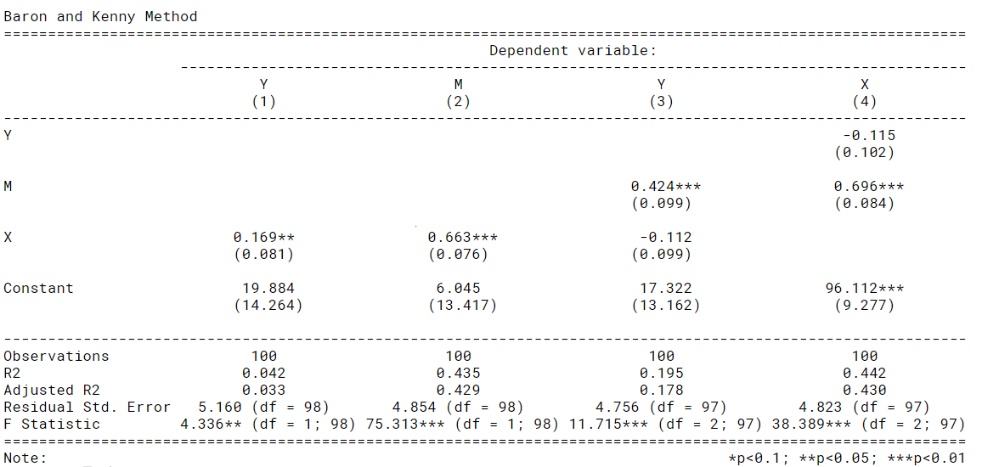 Baron and Kenny Method
==============================================================================================================
Dependent variable:
-----------------------------------------------------------------------------------------
Y M Y X
(1) (2) (3) (4)
--------------------------------------------------------------------------------------------------------------
Y -0.115
(0.102)
M 0.424*** 0.696***
(0.099) (0.084)
X 0.169** 0.663*** -0.112
(0.081) (0.076) (0.099)
Constant 19.884 6.045 17.322 96.112***
(14.264) (13.417) (13.162) (9.277)
--------------------------------------------------------------------------------------------------------------
Observations 100 100 100 100
R2 0.042 0.435 0.195 0.442
Adjusted R2 0.033 0.429 0.178 0.430
Residual Std. Error 5.160 (df = 98) 4.854 (df = 98) 4.756 (df = 97) 4.823 (df = 97)
F Statistic 4.336** (df = 1; 98) 75.313*** (df = 1; 98) 11.715*** (df = 2; 97) 38.389*** (df = 2; 97)
==============================================================================================================
Note: *p<0.1; **p<0.05; ***p<0.01